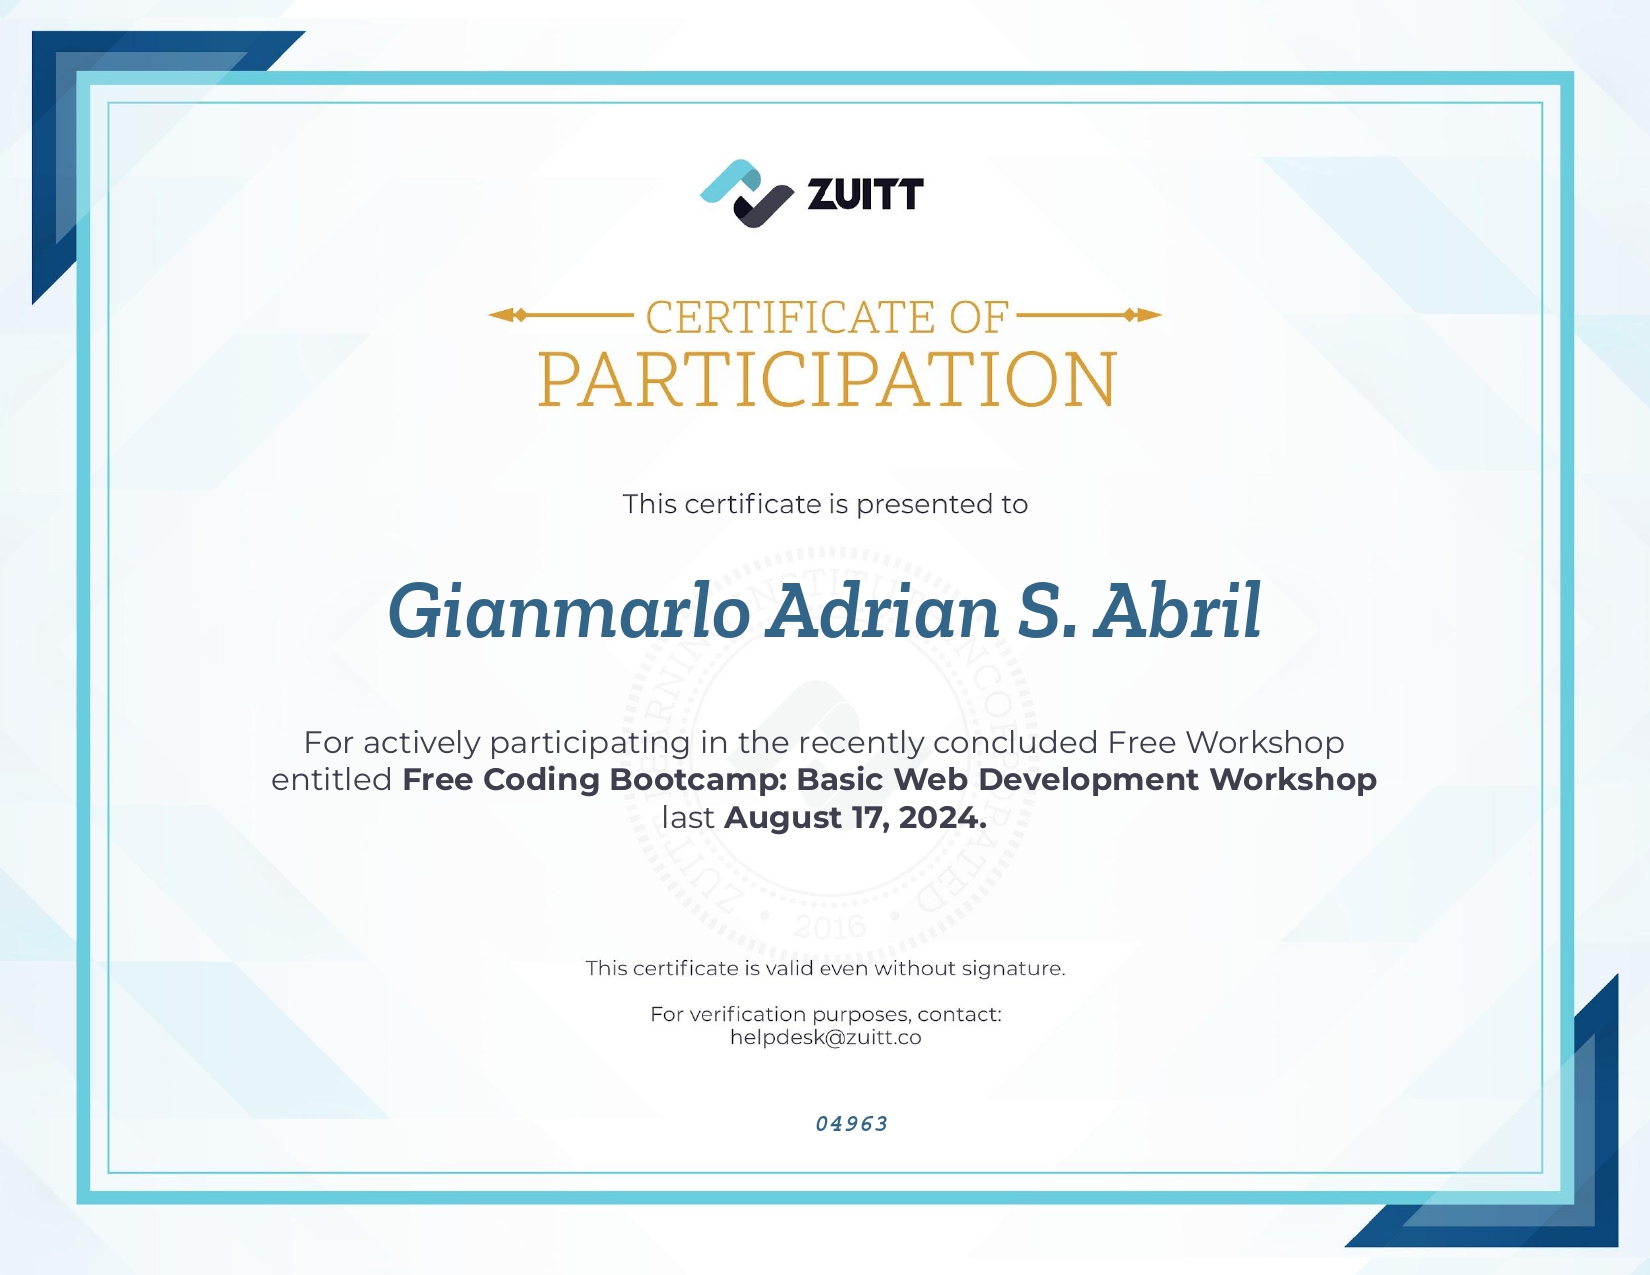 ZUITT
CERTIFICATE OF
PARTICIPATION
This certificate is presented to
Gianmarlo Adrian S. Abril
For actively participating in the recently concluded Free Workshop
entitled Free Coding Bootcamp: Basic Web Development Workshop
last August 17, 2024.
ZUITT LEARNING INSTITUTE INCORPORATED
• 2016 •
This certificate is valid even without signature.
For verification purposes, contact:
helpdesk@zuitt.co
04963